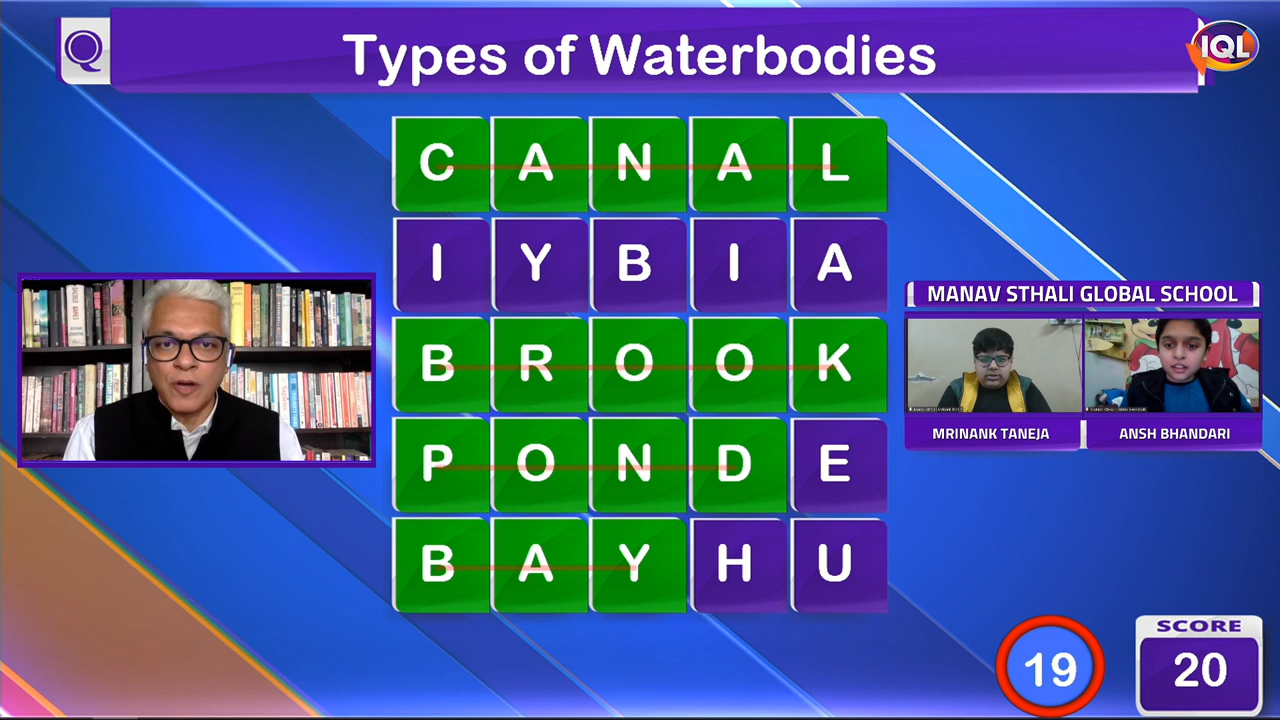 Q
Types of Waterbodies
IQL
C A N A L
I Y B I A
B R O O K
P O N D E
B A Y H U
MANAV STHALI GLOBAL SCHOOL
MRINANK TANEJA
ANSH BHANDARI
19
SCORE
20